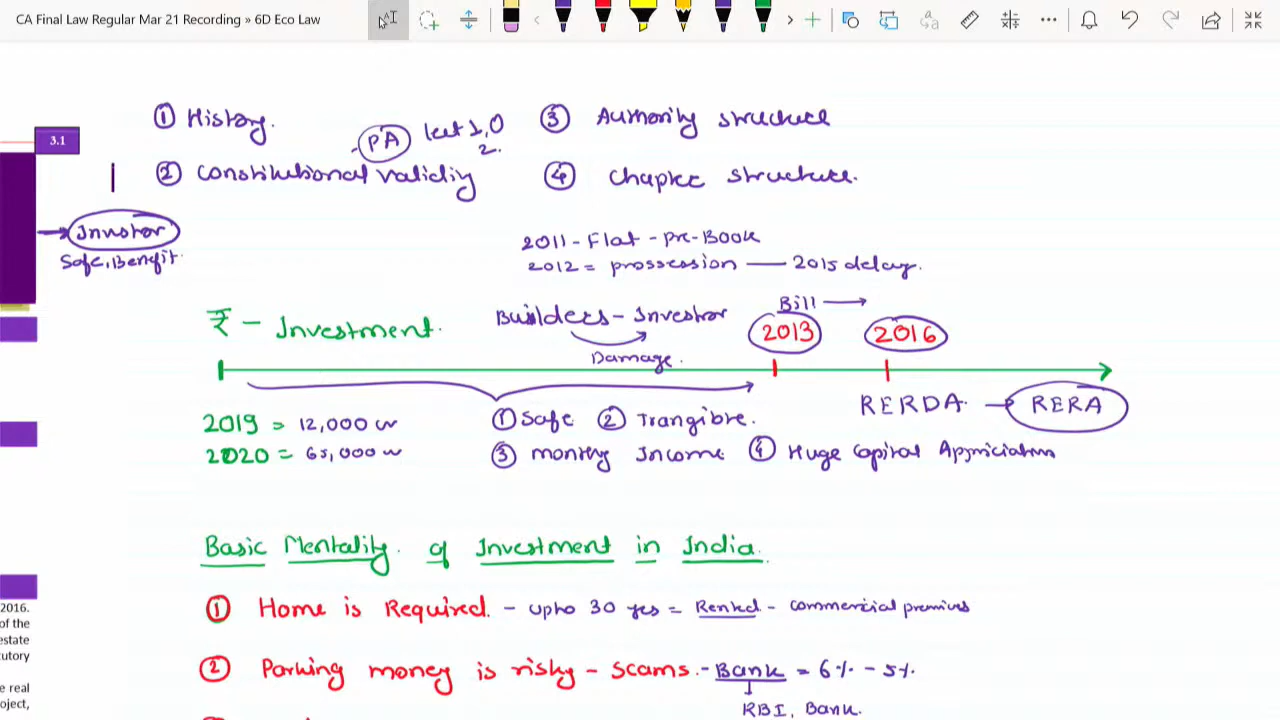 CA Final Law Regular Mar 21 Recording » 6D Eco Law
① History. ③ Authority structure
PA lect 1,0
2.
3.1
② Constitutional validity ④ Chapter structure.
Investor
Safe, Benefit.
2011 - Flat - Pre-Book
2012 = prossession — 2015 delay.
Bill →
₹ - Investment. Builders - Investor 2013 2016
Damage.
RERDA. → RERA
2019 = 12,000 cr ① Safe ② Trangible.
2020 = 65,000 cr ③ monthly Income ④ Huge Capital Appriciation
Basic Mentality of Investment in India.
① Home is Required. - upto 30 yrs = Rented - commercial premises
2016.
of the
estate
tutory
② Parking money is risky - scams. - Bank = 6% - 5%.
e real
oject,
RBI, Bank.